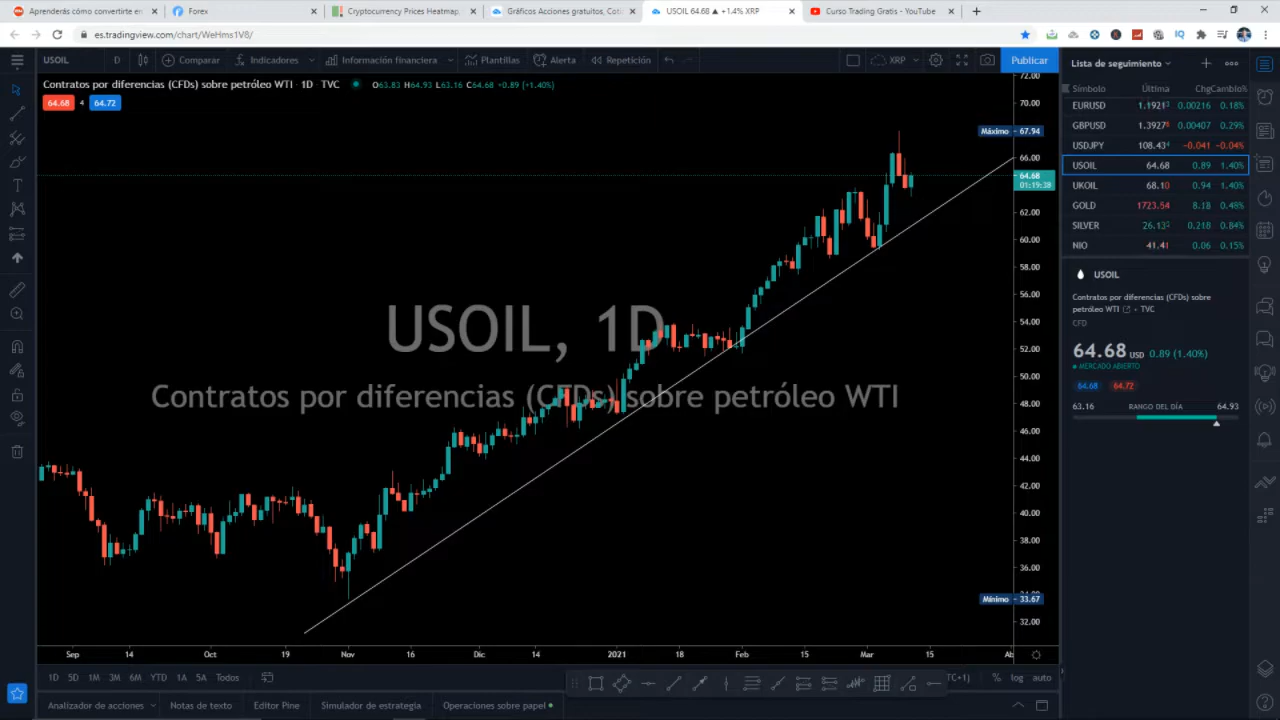 Aprenderás cómo convertirte en
Forex
Cryptocurrency Prices Heatmap,
Gráficos Acciones gratuitos, Coti
USOIL 64.68 ▲ +1.4% XRP
Curso Trading Gratis - YouTube
es.tradingview.com/chart/WeHms1V8/
USOIL
D
Comparar
Indicadores
Información financiera
Plantillas
Alerta
Repetición
XRP
Publicar
Contratos por diferencias (CFDs) sobre petróleo WTI · 1D · TVC
O63.83 H64.93 L63.16 C64.68 +0.89 (+1.40%)
64.68 4 64.72
72.00
70.00
Máximo - 67.94
66.00
64.68
01:19:38
62.00
60.00
58.00
56.00
54.00
52.00
50.00
48.00
46.00
44.00
42.00
40.00
38.00
36.00
Mínimo - 33.67
32.00
USOIL, 1D
Contratos por diferencias (CFDs) sobre petróleo WTI
Sep 14 Oct 19 Nov 16 Dic 14 2021 18 Feb 15 Mar 15 Ab
Lista de seguimiento
Símbolo Última Chg Cambio%
EURUSD 1.1921 0.00216 0.18%
GBPUSD 1.3927 0.00407 0.29%
USDJPY 108.434 -0.041 -0.04%
USOIL 64.68 0.89 1.40%
UKOIL 68.10 0.94 1.40%
GOLD 1723.54 8.18 0.48%
SILVER 26.13 0.218 0.84%
NIO 41.41 0.06 0.15%
USOIL
Contratos por diferencias (CFDs) sobre
petróleo WTI · TVC
CFD
64.68 USD 0.89 (1.40%)
MERCADO ABIERTO
64.68 64.72
63.16 RANGO DEL DÍA 64.93
1D 5D 1M 3M 6M YTD 1A 5A Todos
TC+1) % log auto
Analizador de acciones
Notas de texto
Editor Pine
Simulador de estrategia
Operaciones sobre papel